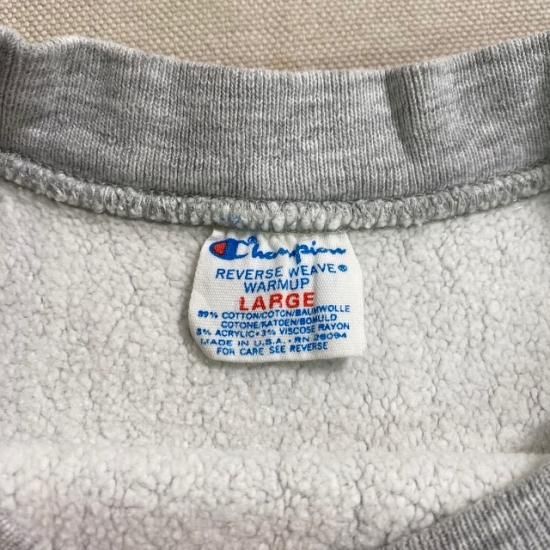 Champion
REVERSE WEAVE®
WARMUP
LARGE
89% COTTON/COTON/BAUMWOLLE
COTONE/KATOEN/BOMULD
8% ACRYLIC • 3% VISCOSE RAYON
MADE IN U.S.A. • RN 26094
FOR CARE SEE REVERSE